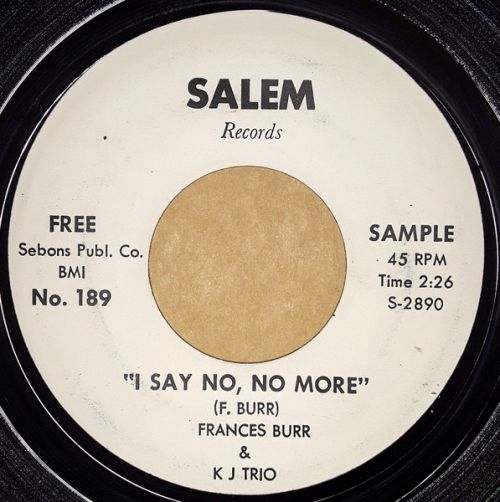 SALEM
Records
FREE
Sebons Publ. Co.
BMI
No. 189
SAMPLE
45 RPM
Time 2:26
S-2890
"I SAY NO, NO MORE"
(F. BURR)
FRANCES BURR
&
K J TRIO